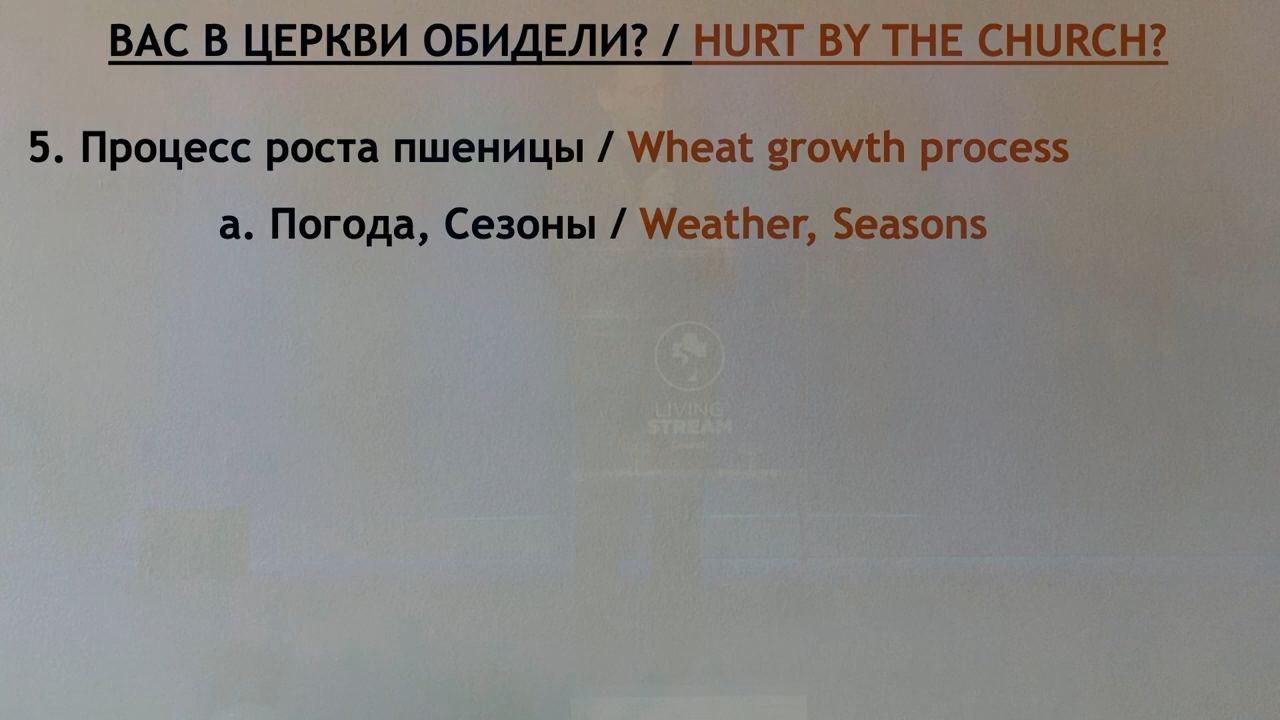 ВАС В ЦЕРКВИ ОБИДЕЛИ? / HURT BY THE CHURCH?
5. Процесс роста пшеницы / Wheat growth process
a. Погода, Сезоны / Weather, Seasons
LIVING
STREAM